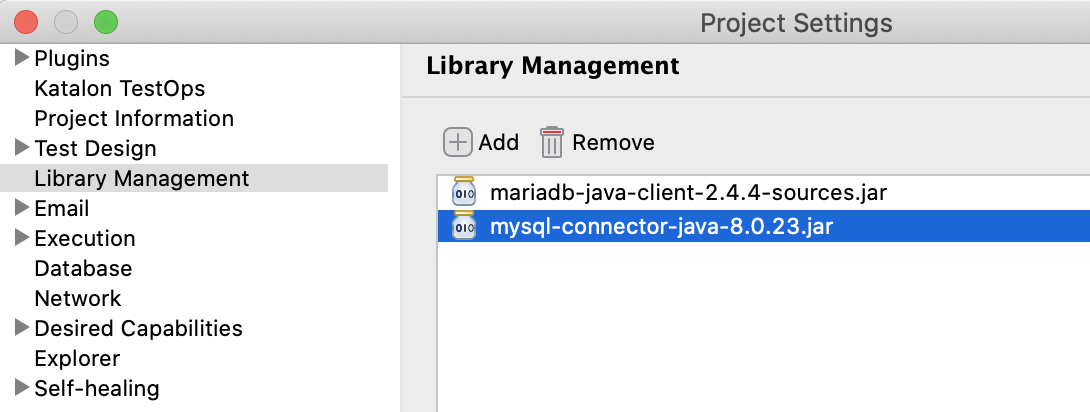 Project Settings
Plugins
Katalon TestOps
Project Information
Test Design
Library Management
Email
Execution
Database
Network
Desired Capabilities
Explorer
Self-healing
Library Management
Add Remove
010 mariadb-java-client-2.4.4-sources.jar
010 mysql-connector-java-8.0.23.jar